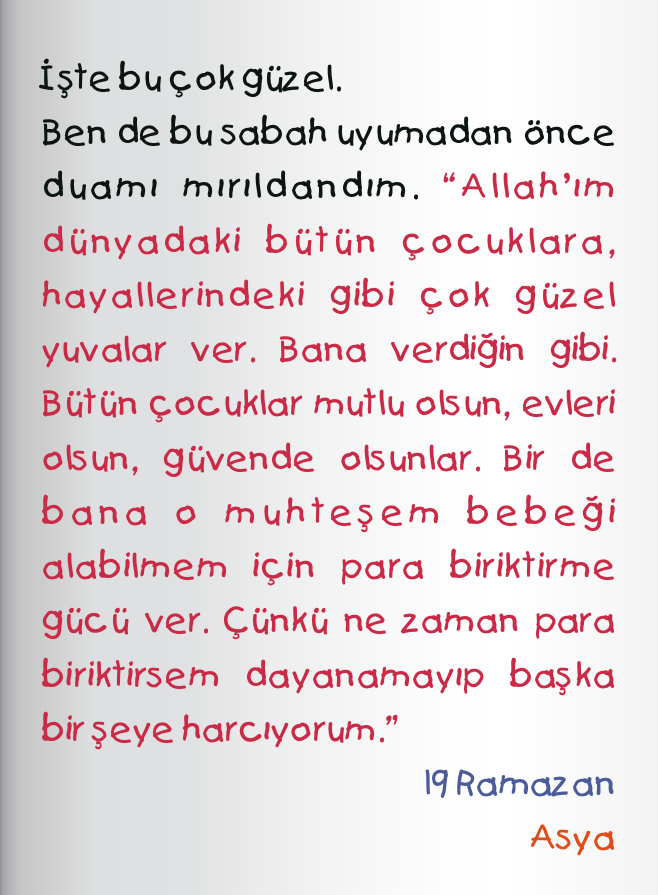 İşte bu çok güzel.
Ben de bu sabah uyumadan önce
duamı mırıldandım. “Allah’ım
dünyadaki bütün çocuklara,
hayallerindeki gibi çok güzel
yuvalar ver. Bana verdiğin gibi.
Bütün çocuklar mutlu olsun, evleri
olsun, güvende olsunlar. Bir de
bana o muhteşem bebeği
alabilmem için para biriktirme
gücü ver. Çünkü ne zaman para
biriktirsem dayanamayıp başka
bir şeye harcıyorum.”
19 Ramazan
Asya